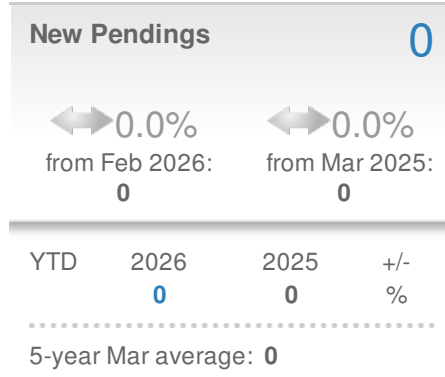 New Pendings 0
0.0% 0.0%
from Feb 2026: from Mar 2025:
0 0
YTD 2026 2025 +/-
0 0 %
5-year Mar average: 0